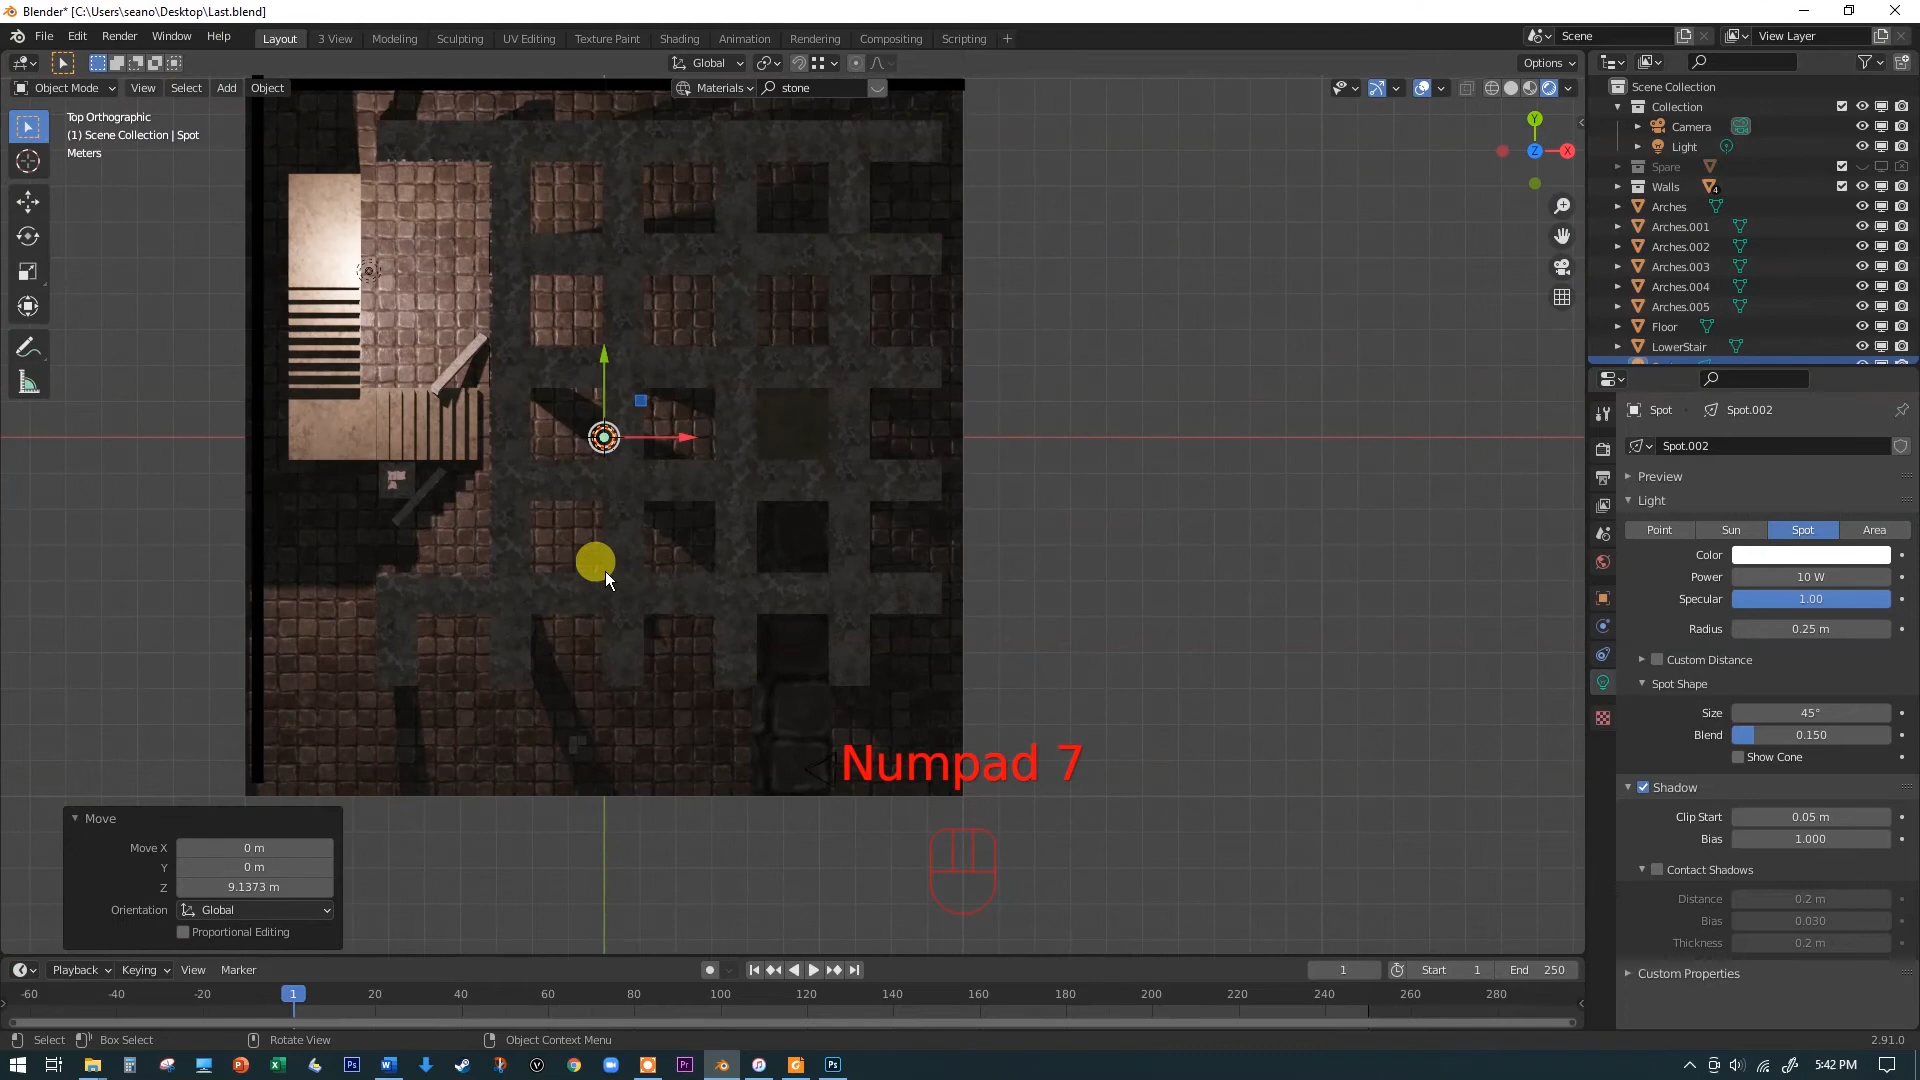 Blender* [C:\Users\seano\Desktop\Last.blend]
File Edit Render Window Help
Layout 3 View Modeling Sculpting UV Editing Texture Paint Shading Animation Rendering Compositing Scripting +
Scene
View Layer
Global
Options
Object Mode View Select Add Object
Materials stone
Top Orthographic
(1) Scene Collection | Spot
Meters
Y
Z
X
Scene Collection
Collection
Camera
Light
Spare
Walls 4
Arches
Arches.001
Arches.002
Arches.003
Arches.004
Arches.005
Floor
LowerStair
Spot Spot.002
Spot.002
Preview
Light
Point Sun Spot Area
Color
Power 10 W
Specular 1.00
Radius 0.25 m
Custom Distance
Spot Shape
Size 45°
Blend 0.150
Show Cone
Shadow
Clip Start 0.05 m
Bias 1.000
Contact Shadows
Distance 0.2 m
Bias 0.030
Thickness 0.2 m
Custom Properties
Numpad 7
Move
Move X 0 m
Y 0 m
Z 9.1373 m
Orientation Global
Proportional Editing
Playback Keying View Marker
1 Start 1 End 250
-60 -40 -20 1 20 40 60 80 100 120 140 160 180 200 220 240 260 280
Select Box Select Rotate View Object Context Menu 2.91.0
5:42 PM